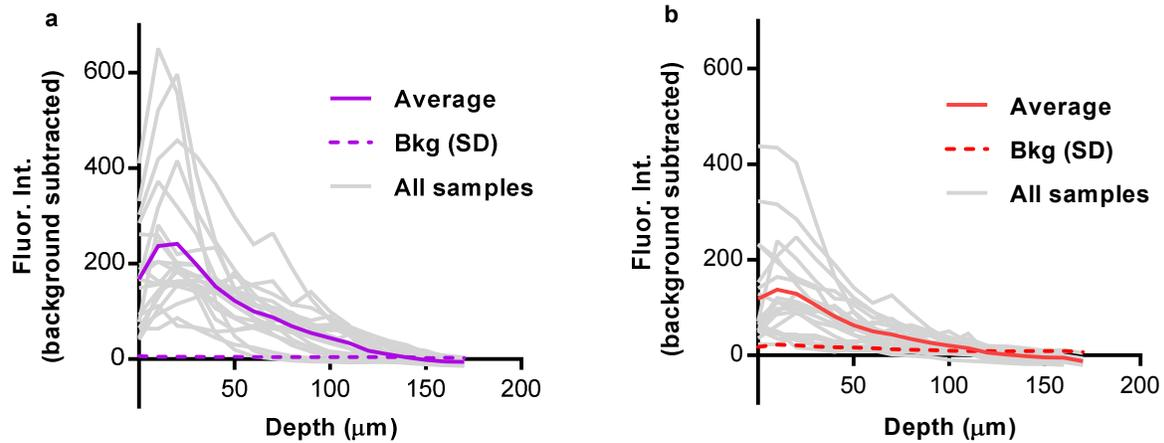 a
Fluor. Int.
(background subtracted)
600
400
200
0
50
100
150
200
Depth (μm)
Average
Bkg (SD)
All samples
b
Fluor. Int.
(background subtracted)
600
400
200
0
50
100
150
200
Depth (μm)
Average
Bkg (SD)
All samples